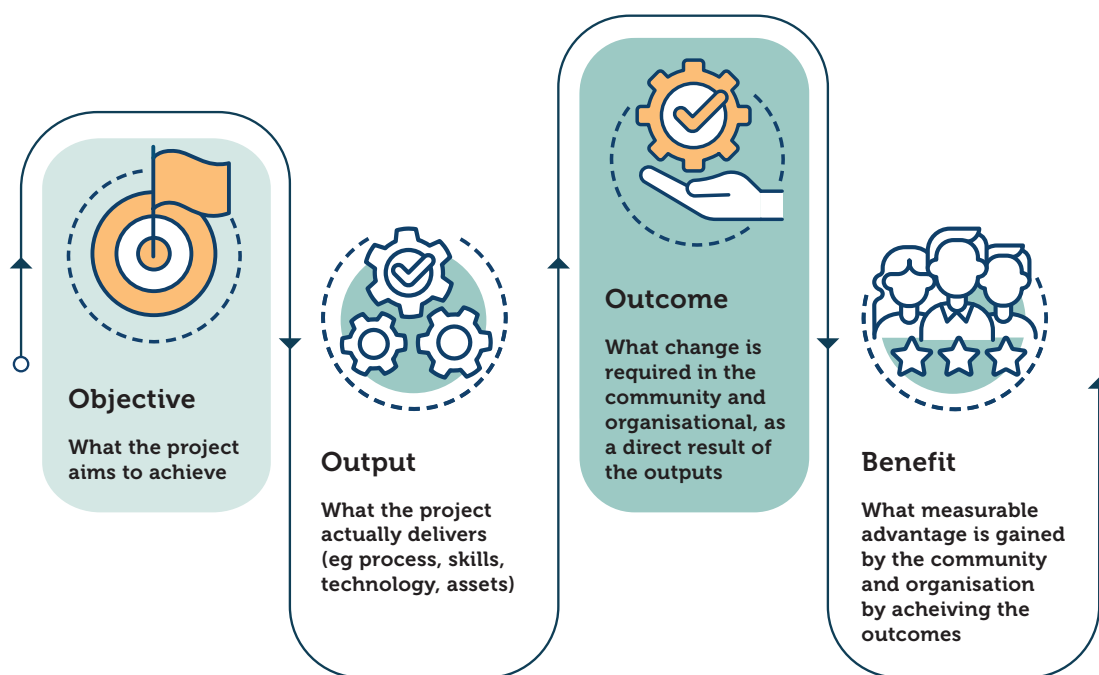 Objective
What the project
aims to achieve
Output
What the project
actually delivers
(eg process, skills,
technology, assets)
Outcome
What change is
required in the
community and
organisational, as
a direct result of
the outputs
Benefit
What measurable
advantage is gained
by the community
and organisation
by acheiving the
outcomes